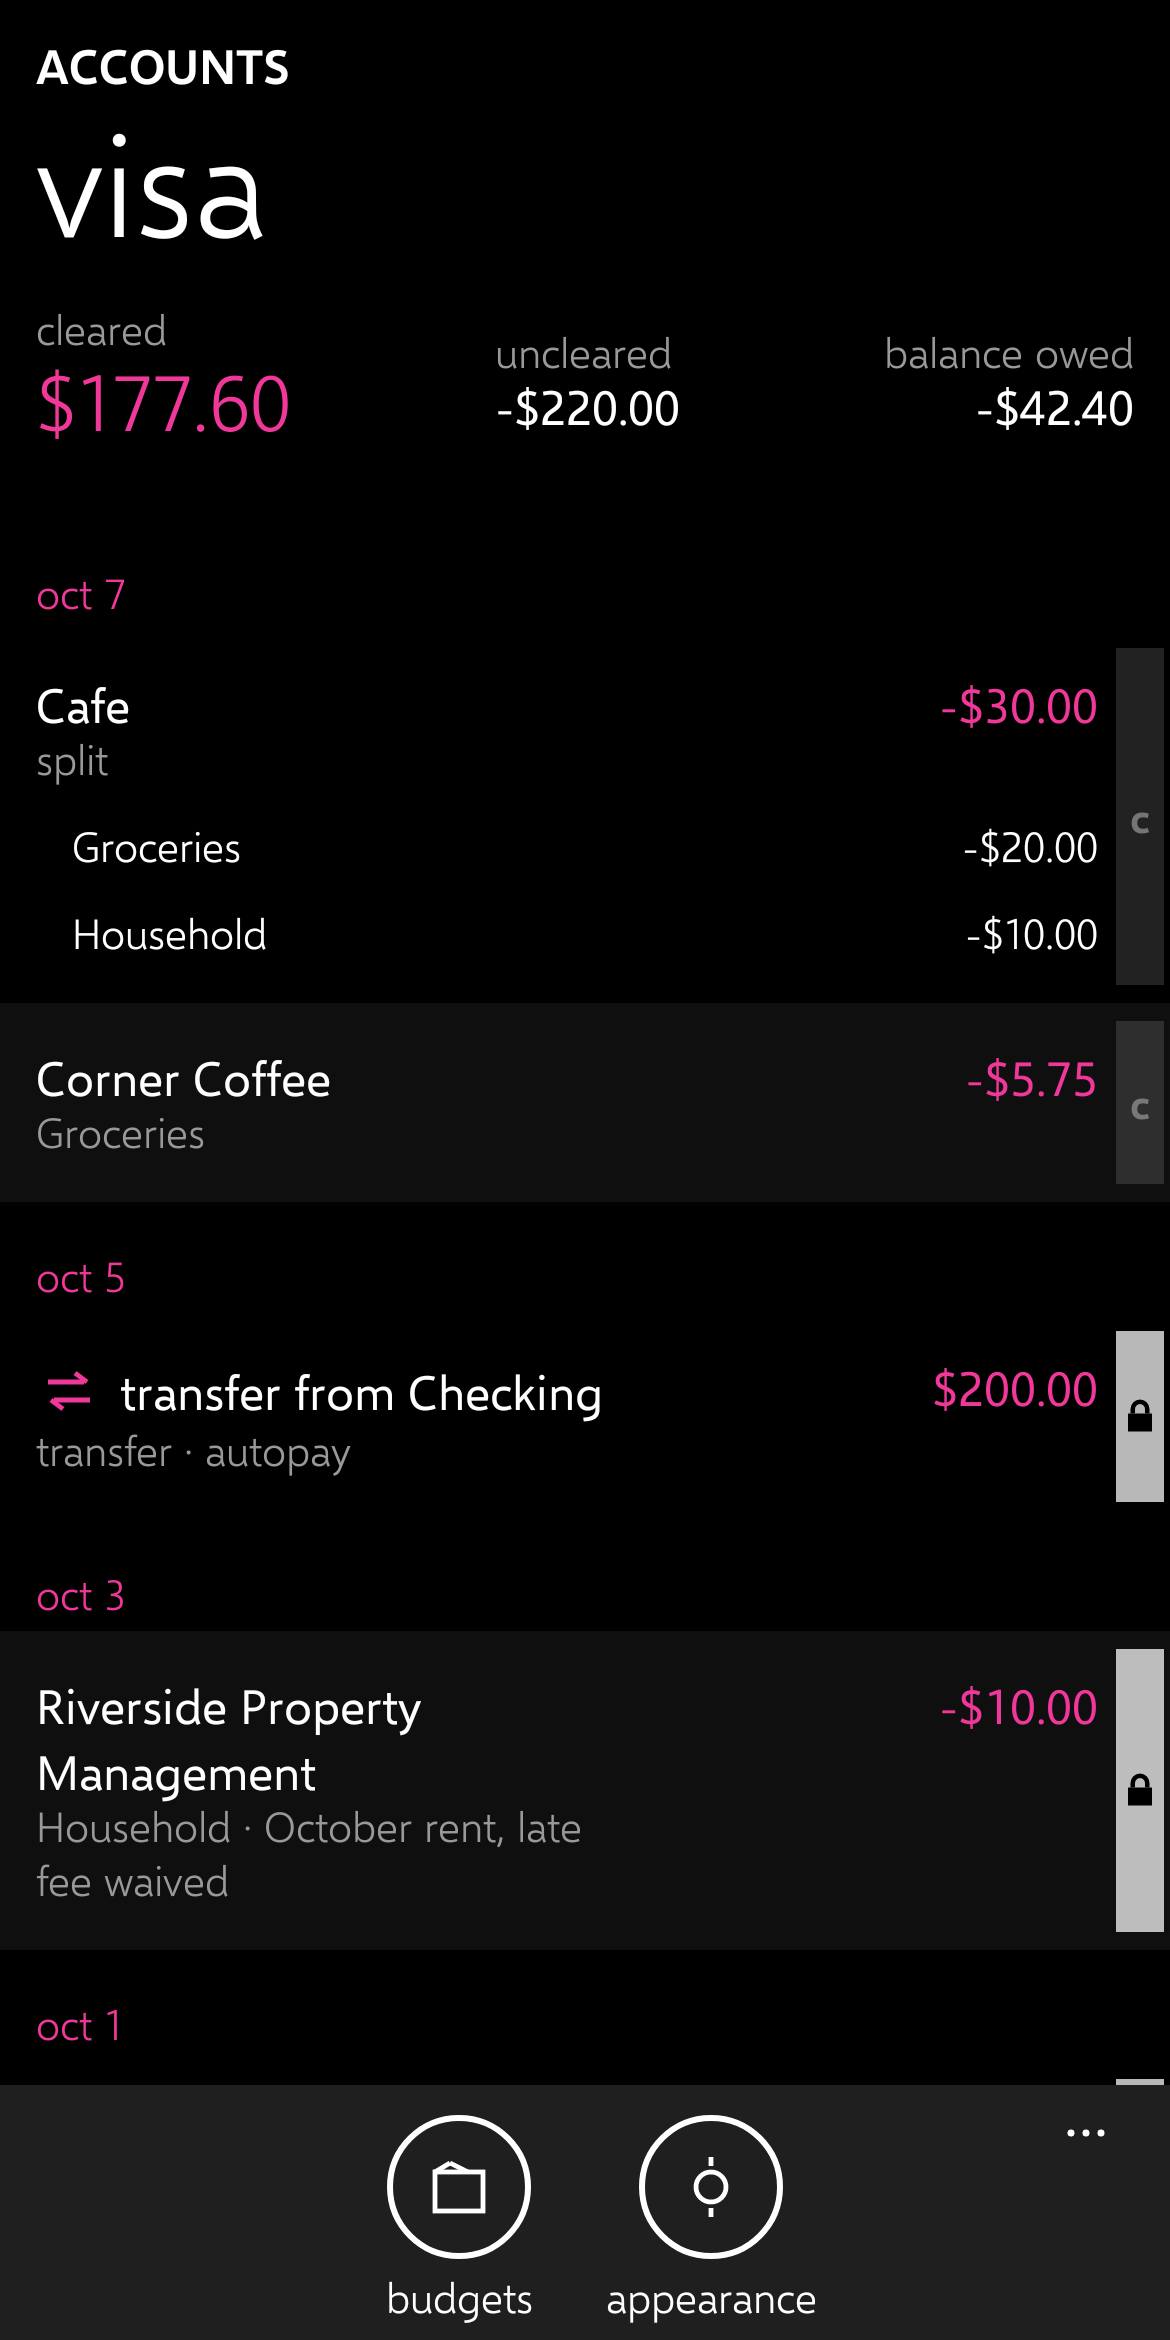 ACCOUNTS
visa
cleared
$177.60
uncleared
-$220.00
balance owed
-$42.40
oct 7
Cafe
-$30.00
split
Groceries
-$20.00
c
Household
-$10.00
Corner Coffee
-$5.75
c
Groceries
oct 5
transfer from Checking
$200.00
transfer · autopay
oct 3
Riverside Property
-$10.00
Management
Household · October rent, late
fee waived
oct 1
...
budgets
appearance